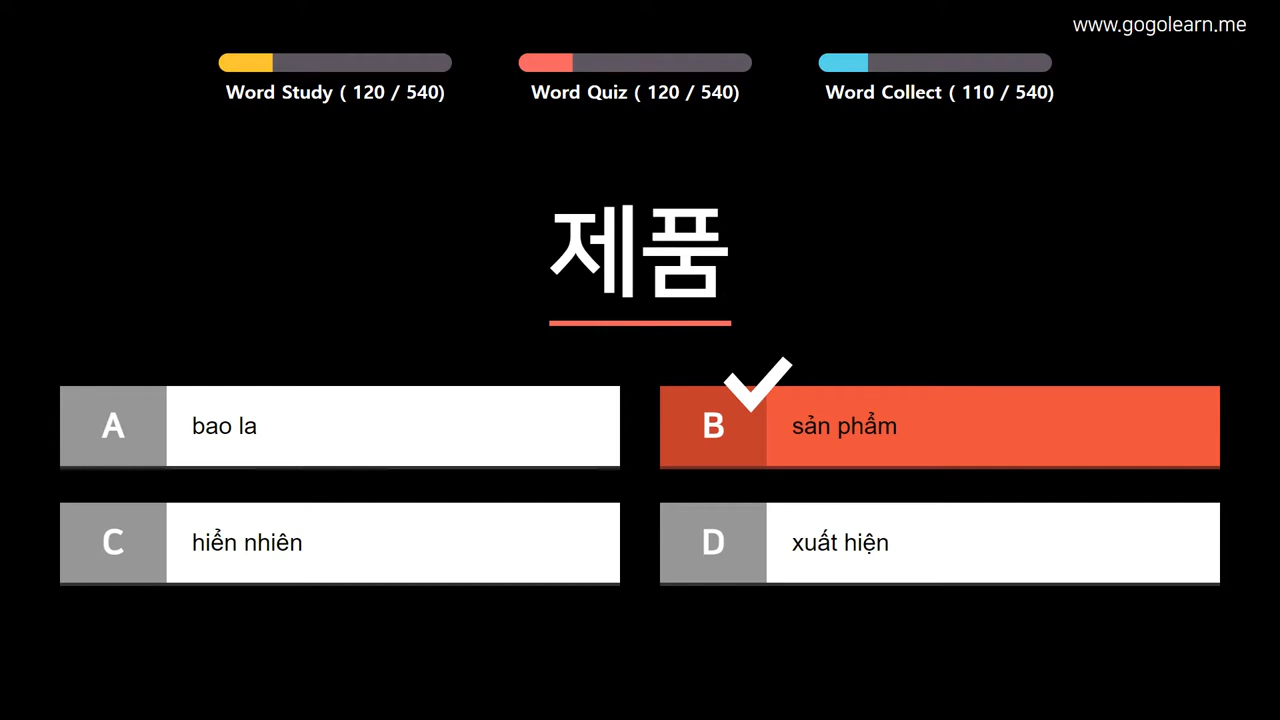 www.gogolearn.me
Word Study ( 120 / 540)
Word Quiz ( 120 / 540)
Word Collect ( 110 / 540)
제품
A bao la
B sản phẩm
C hiển nhiên
D xuất hiện